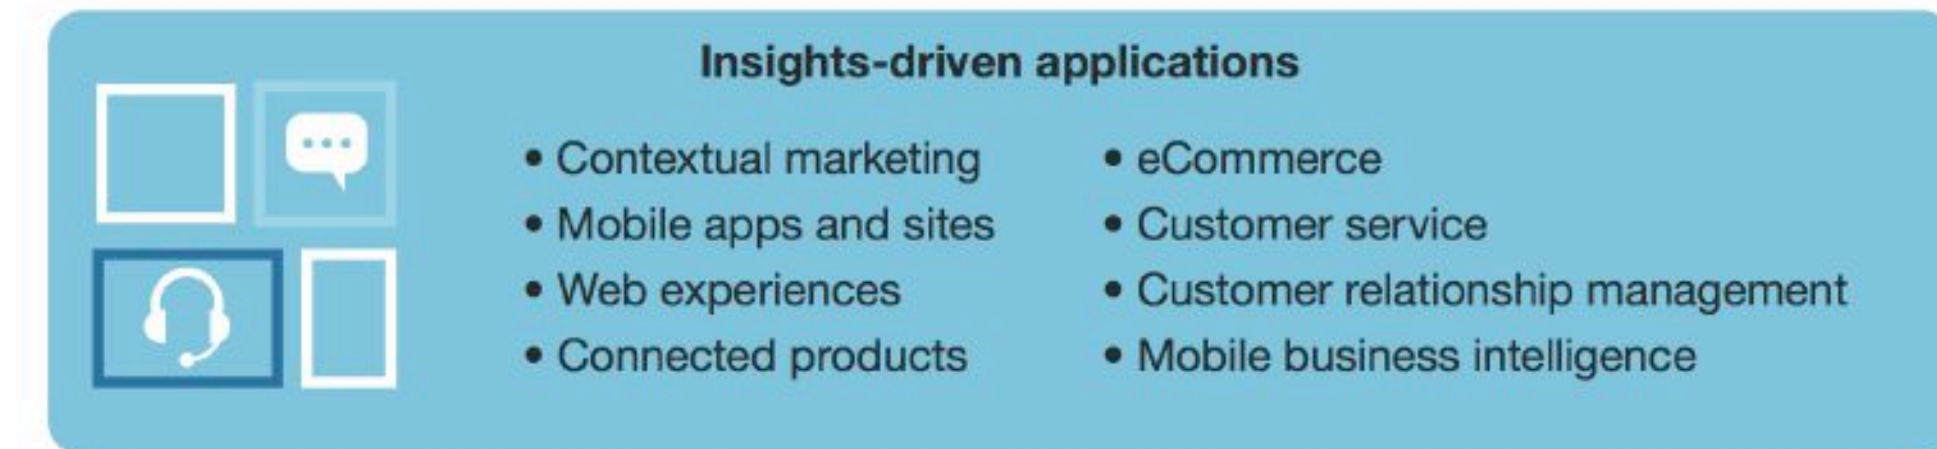 Insights-driven applications
• Contextual marketing
• Mobile apps and sites
• Web experiences
• Connected products
• eCommerce
• Customer service
• Customer relationship management
• Mobile business intelligence